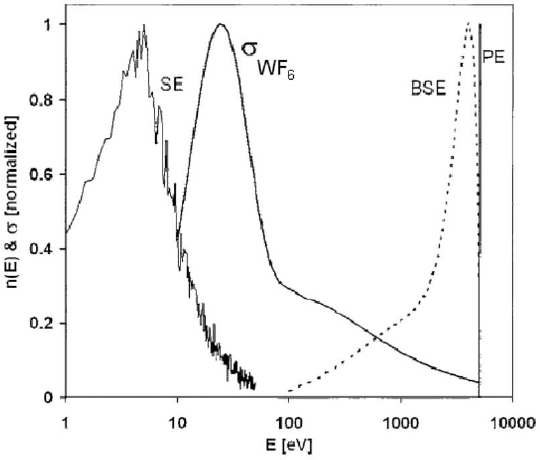 1
0.8
0.6
0.4
0.2
0
n(E) & σ [normalized]
SE
σ WF6
BSE
PE
1
10
100
1000
10000
E [eV]